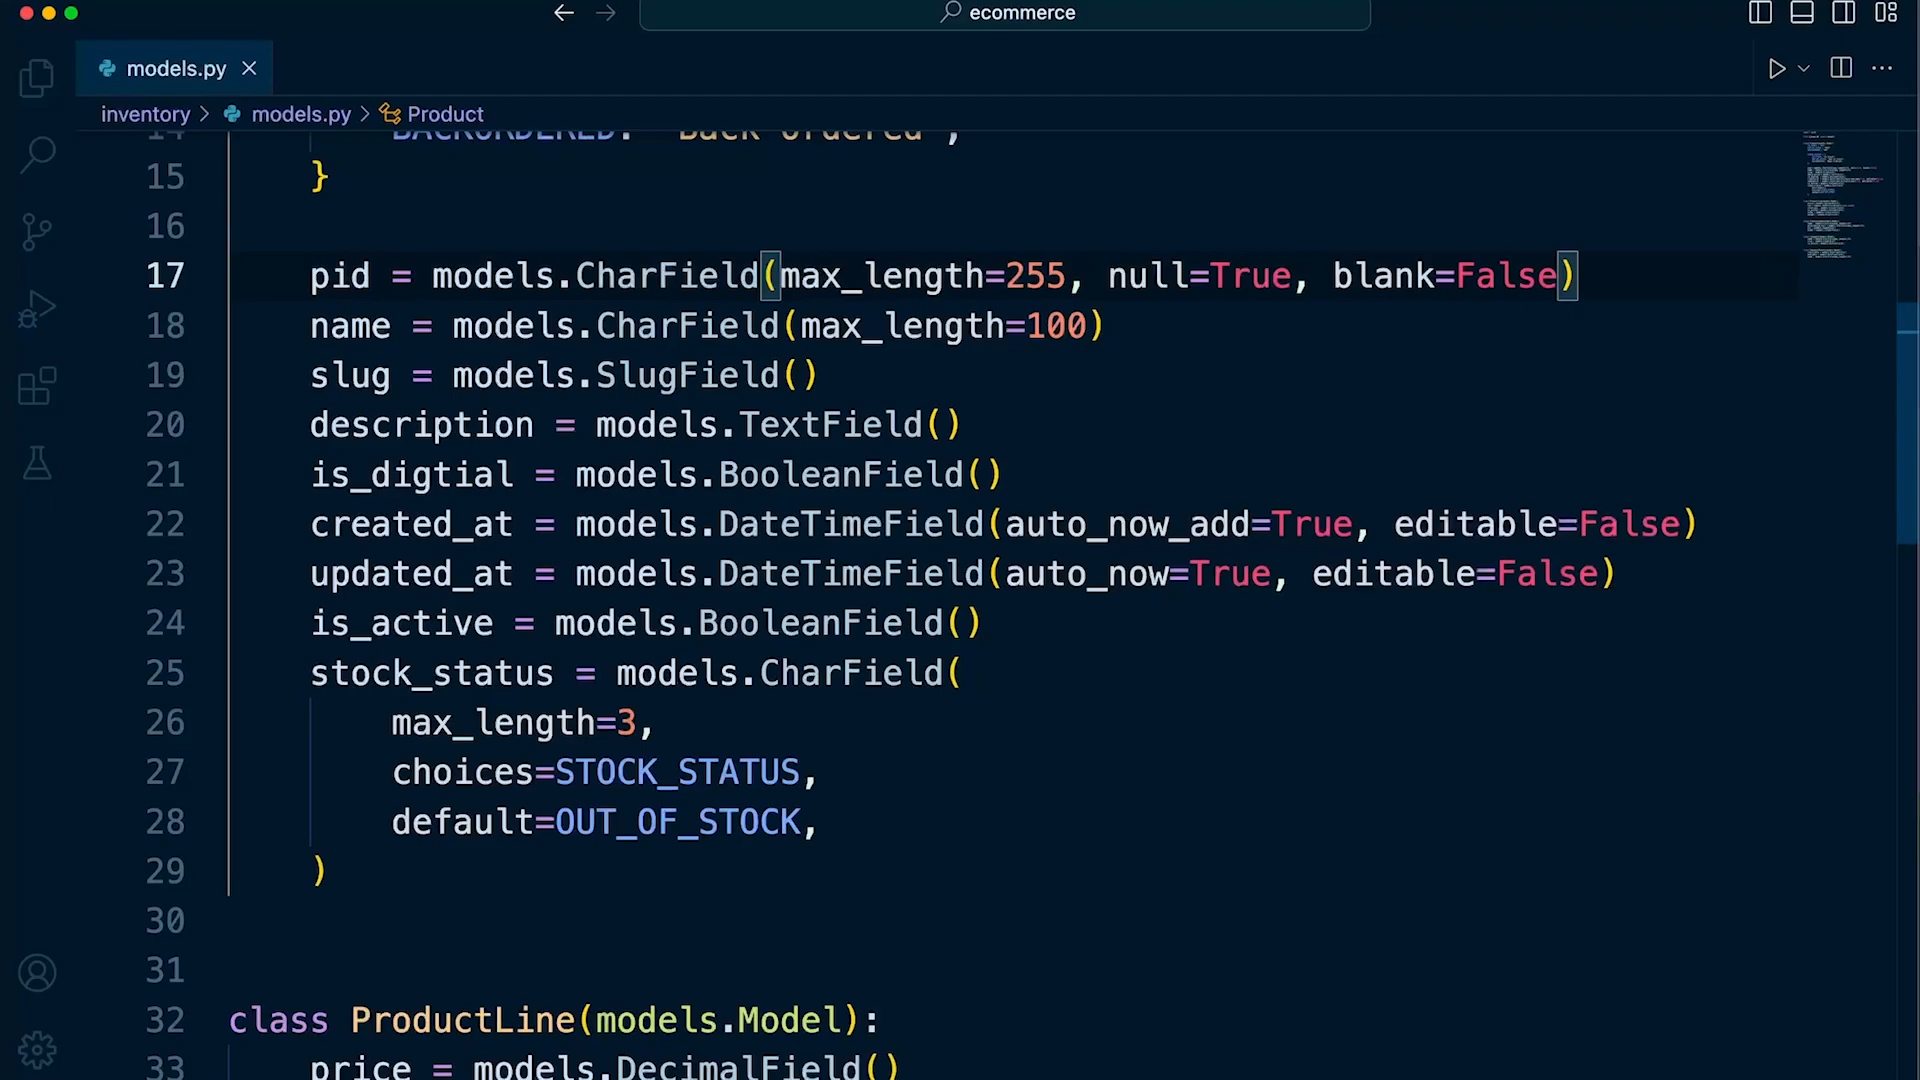 ecommerce
models.py
inventory > models.py > Product
14 BACKORDERED: "Back Ordered",
15 }
16
17 pid = models.CharField(max_length=255, null=True, blank=False)
18 name = models.CharField(max_length=100)
19 slug = models.SlugField()
20 description = models.TextField()
21 is_digtial = models.BooleanField()
22 created_at = models.DateTimeField(auto_now_add=True, editable=False)
23 updated_at = models.DateTimeField(auto_now=True, editable=False)
24 is_active = models.BooleanField()
25 stock_status = models.CharField(
26 max_length=3,
27 choices=STOCK_STATUS,
28 default=OUT_OF_STOCK,
29 )
30
31
32 class ProductLine(models.Model):
33 price = models.DecimalField()